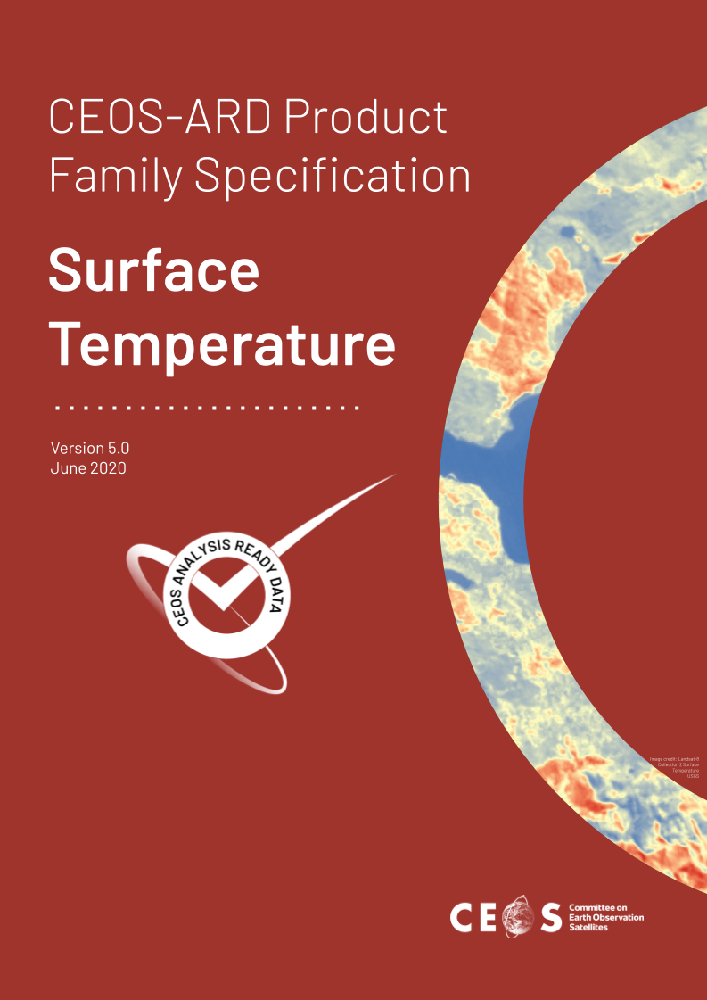 CEOS-ARD Product
Family Specification
Surface
Temperature
Version 5.0
June 2020
CEOS ANALYSIS READY DATA
Image credit: Landsat-8
Collection 2 Surface
Temperature
USGS
CEOS
Committee on
Earth Observation
Satellites